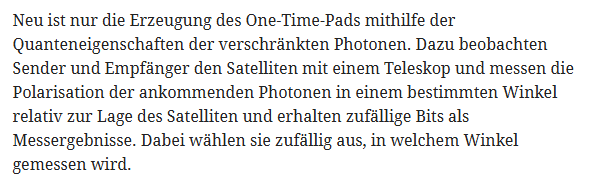 Neu ist nur die Erzeugung des One-Time-Pads mithilfe der
Quanteneigenschaften der verschränkten Photonen. Dazu beobachten
Sender und Empfänger den Satelliten mit einem Teleskop und messen die
Polarisation der ankommenden Photonen in einem bestimmten Winkel
relativ zur Lage des Satelliten und erhalten zufällige Bits als
Messergebnisse. Dabei wählen sie zufällig aus, in welchem Winkel
gemessen wird.